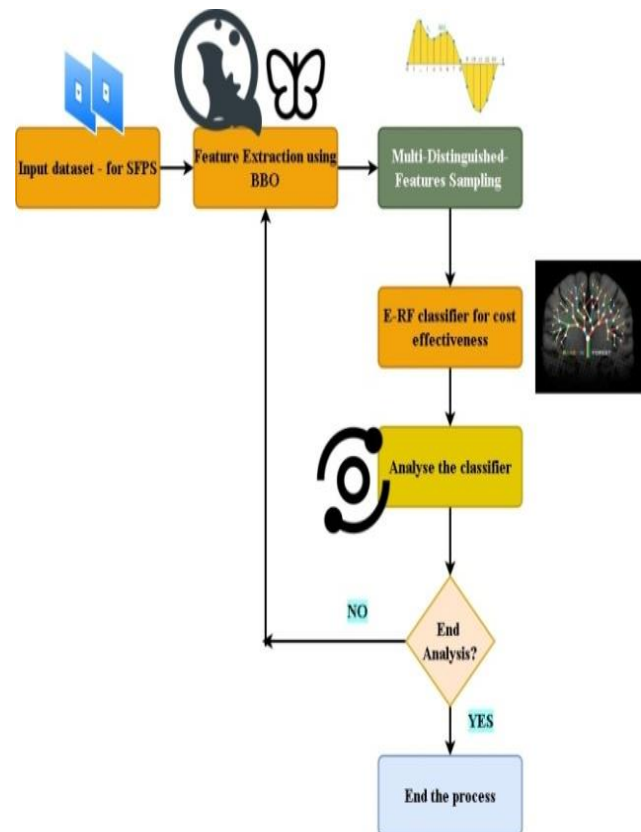 Input dataset - for SFPS
Feature Extraction using
BBO
Multi-Distinguished-
Features Sampling
E-RF classifier for cost
effectiveness
Analyse the classifier
End
Analysis?
NO
YES
End the process